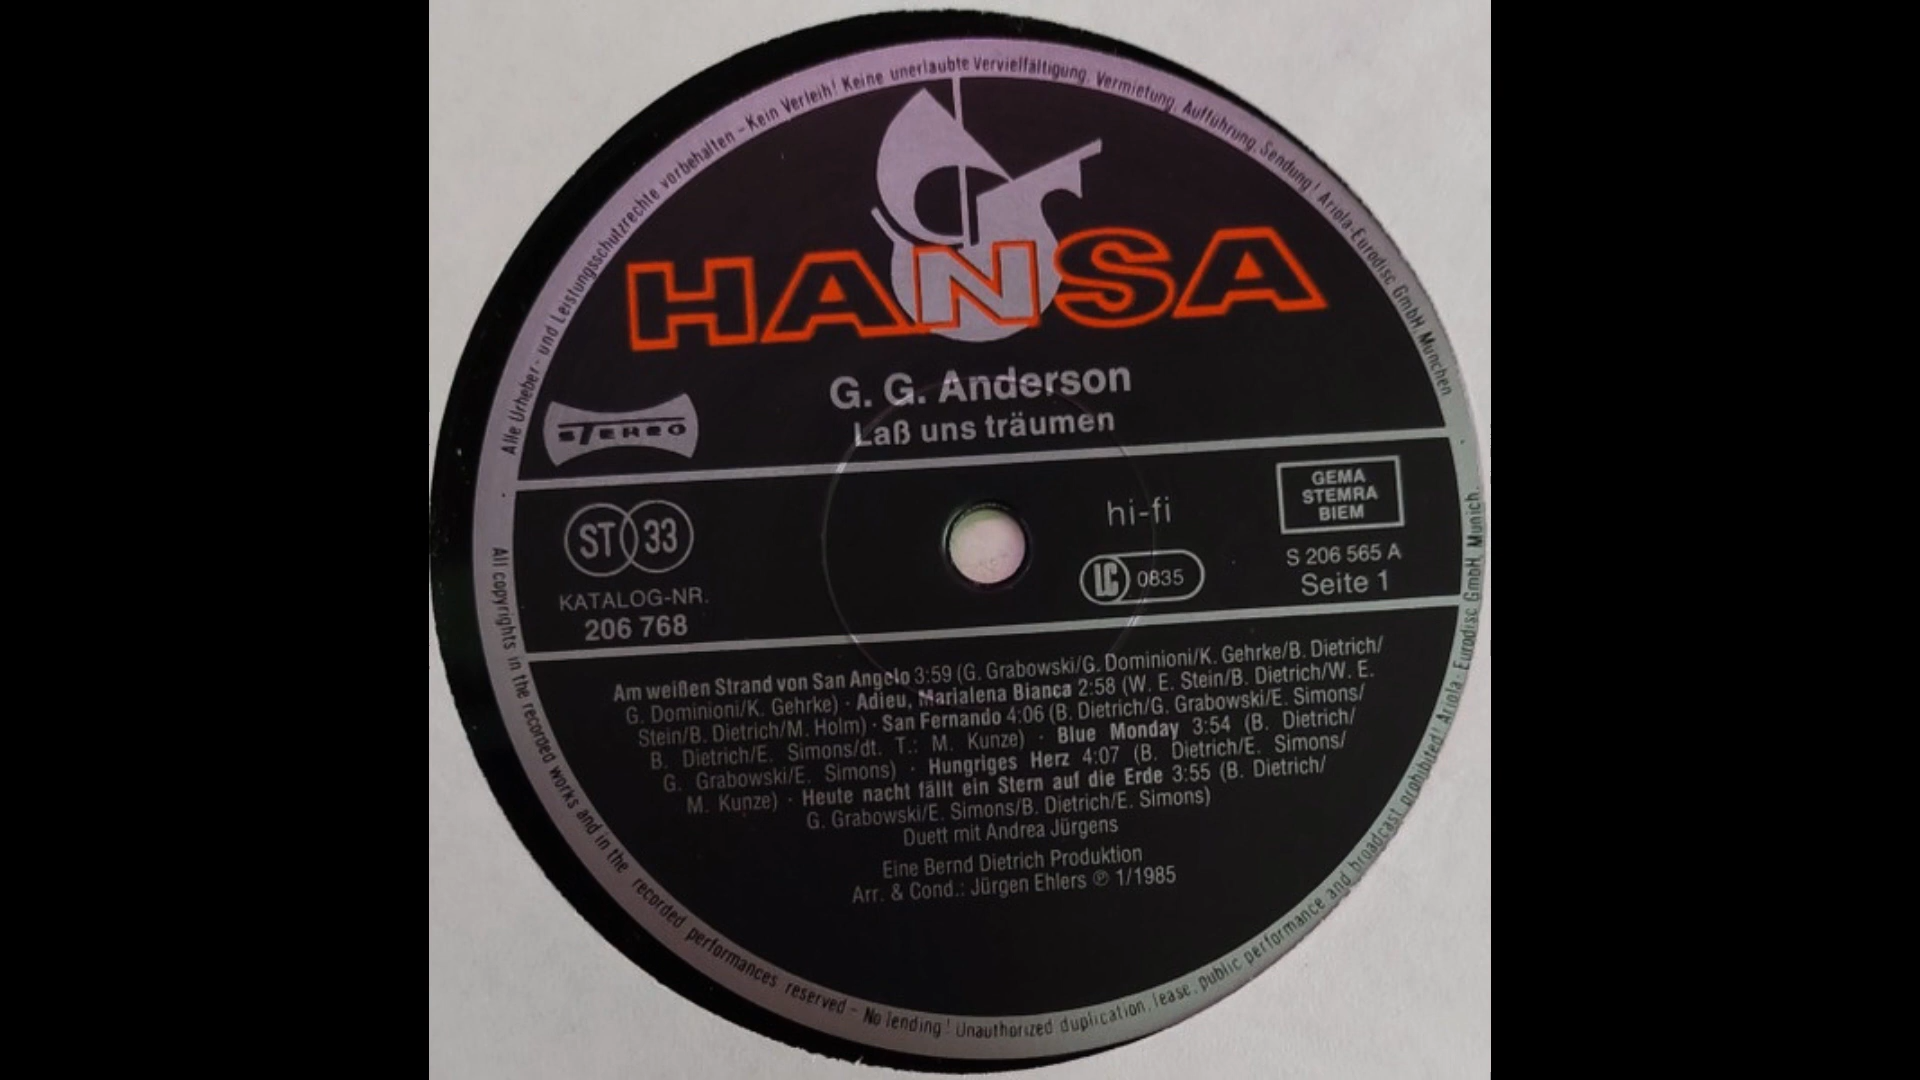 Alle Urheber- und Leistungsschutzrechte vorbehalten – Kein Verleih! Keine unerlaubte Vervielfältigung, Vermietung, Aufführung, Sendung! Ariola-Eurodisc GmbH, München
HANSA
G. G. Anderson
Laß uns träumen
STEREO
ST 33
hi-fi
GEMA
STEMRA
BIEM
LC 0835
S 206 565 A
Seite 1
KATALOG-NR.
206 768
Am weißen Strand von San Angelo 3:59 (G. Grabowski/G. Dominioni/K. Gehrke/B. Dietrich/
G. Dominioni/K. Gehrke) · Adieu, Marialena Bianca 2:58 (W. E. Stein/B. Dietrich/W. E.
Stein/B. Dietrich/M. Holm) · San Fernando 4:06 (B. Dietrich/G. Grabowski/E. Simons/
B. Dietrich/E. Simons/dt. T.: M. Kunze) · Blue Monday 3:54 (B. Dietrich/
G. Grabowski/E. Simons) · Hungriges Herz 4:07 (B. Dietrich/E. Simons/
M. Kunze) · Heute nacht fällt ein Stern auf die Erde 3:55 (B. Dietrich/
G. Grabowski/E. Simons/B. Dietrich/E. Simons)
Duett mit Andrea Jürgens
Eine Bernd Dietrich Produktion
Arr. & Cond.: Jürgen Ehlers ℗ 1/1985
All copyrights in the recorded works and in the recorded performances reserved – No lending! Unauthorized duplication, lease, public performance and broadcast prohibited! Ariola-Eurodisc GmbH, Munich.